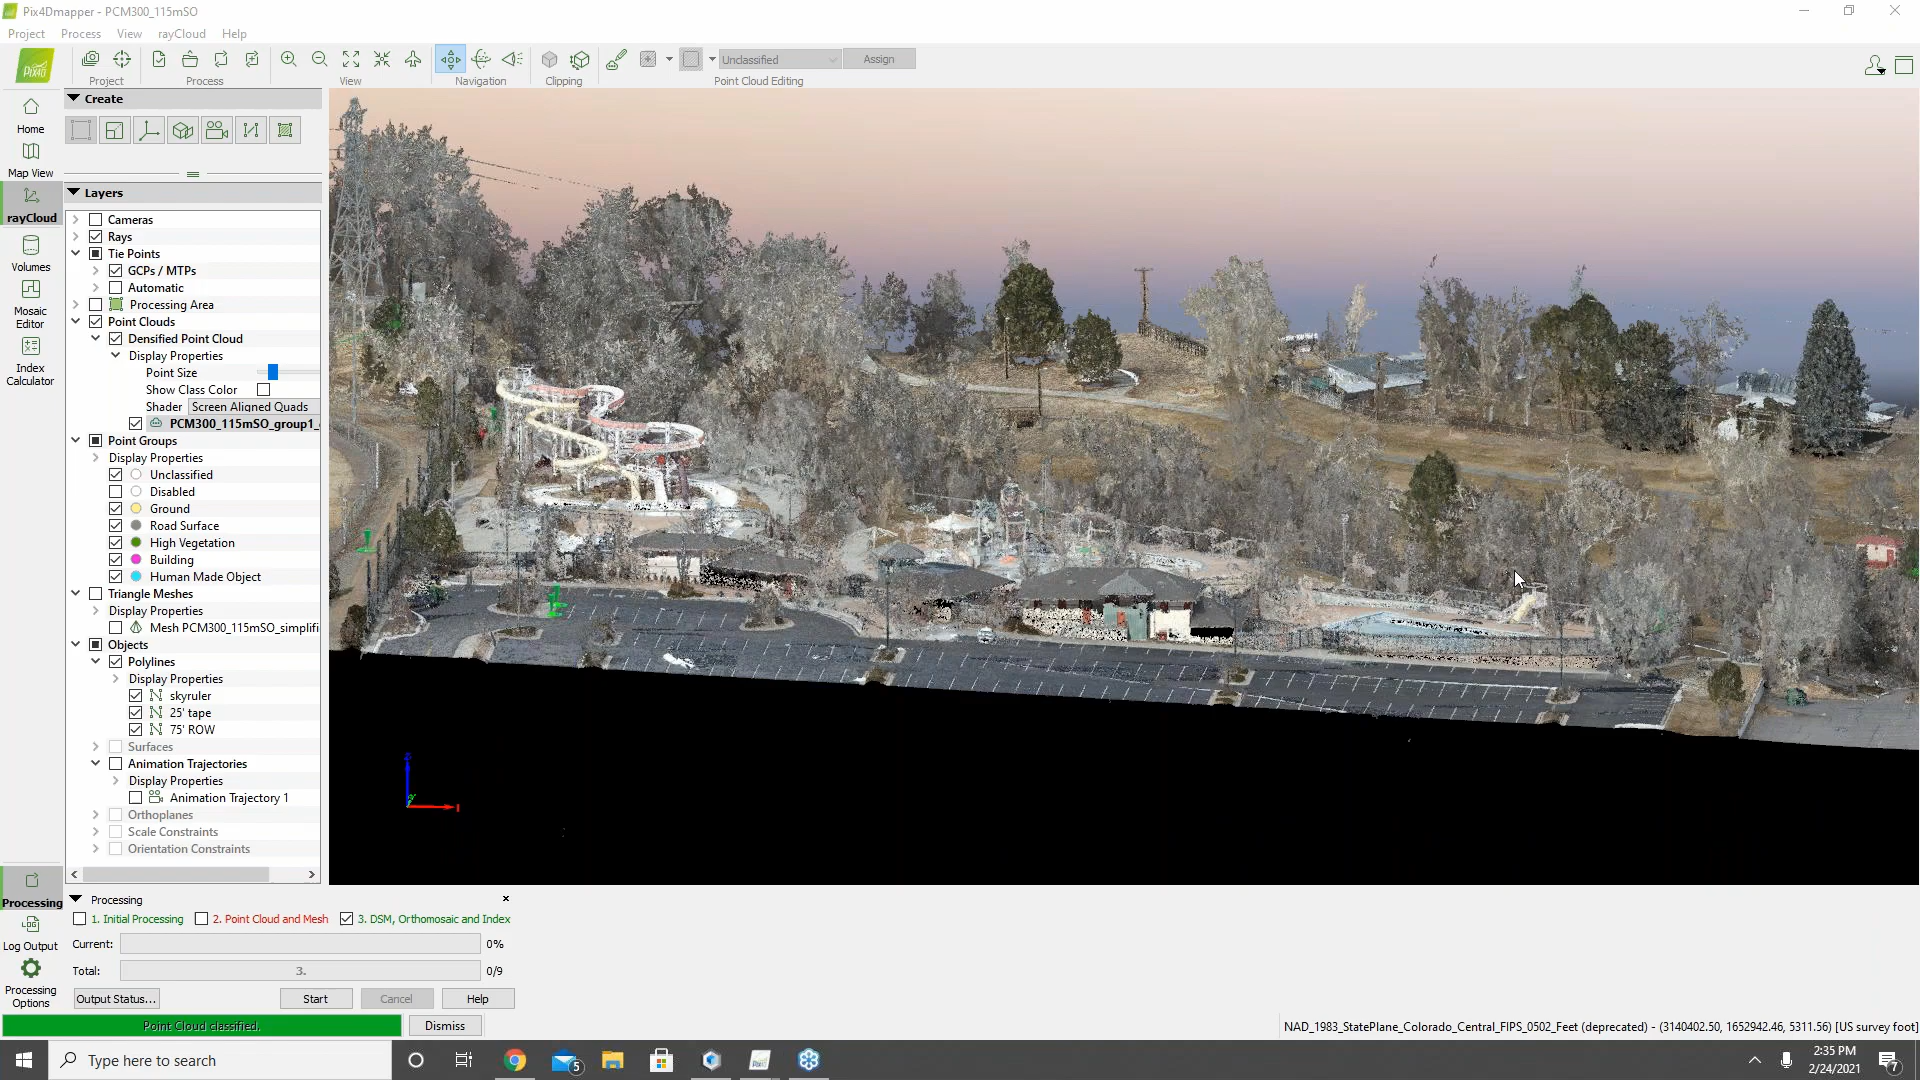 Pix4Dmapper - PCM300_115mSO
Project Process View rayCloud Help
Unclassified Assign
Project Process View Navigation Clipping Point Cloud Editing
Create
Home
Map View
rayCloud
Volumes
Mosaic Editor
Index Calculator
Layers
Cameras
Rays
Tie Points
GCPs / MTPs
Automatic
Processing Area
Point Clouds
Densified Point Cloud
Display Properties
Point Size
Show Class Color
Shader Screen Aligned Quads
PCM300_115mSO_group1_
Point Groups
Display Properties
Unclassified
Disabled
Ground
Road Surface
High Vegetation
Building
Human Made Object
Triangle Meshes
Display Properties
Mesh PCM300_115mSO_simplifi
Objects
Polylines
Display Properties
skyruler
25' tape
75' ROW
Surfaces
Animation Trajectories
Display Properties
Animation Trajectory 1
Orthoplanes
Scale Constraints
Orientation Constraints
Processing
Log Output
Processing Options
Processing
1. Initial Processing 2. Point Cloud and Mesh 3. DSM, Orthomosaic and Index
Current: 0%
Total: 3. 0/9
Output Status... Start Cancel Help
Point Cloud classified. Dismiss
NAD_1983_StatePlane_Colorado_Central_FIPS_0502_Feet (deprecated) - (3140402.50, 1652942.46, 5311.56) [US survey foot]
Type here to search
5
2:35 PM
2/24/2021
7